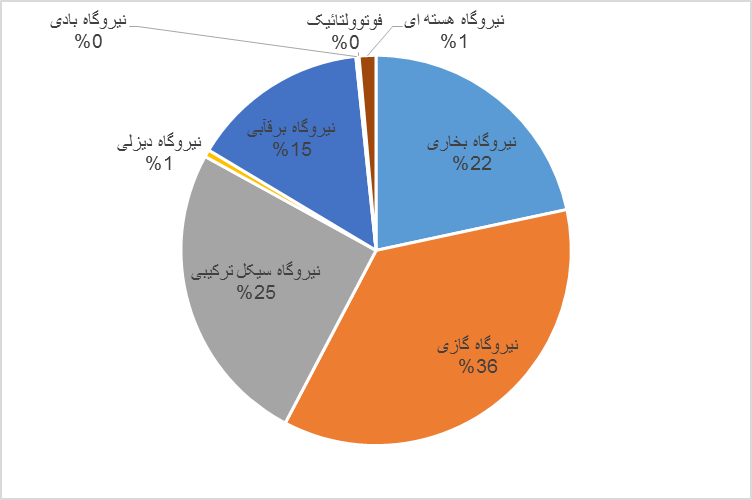 نیروگاه هسته ای
%1
فوتوولتائیک
%0
نیروگاه بادی
%0
نیروگاه بخاری
%22
نیروگاه برقآبی
%15
نیروگاه دیزلی
%1
نیروگاه سیکل ترکیبی
%25
نیروگاه گازی
%36